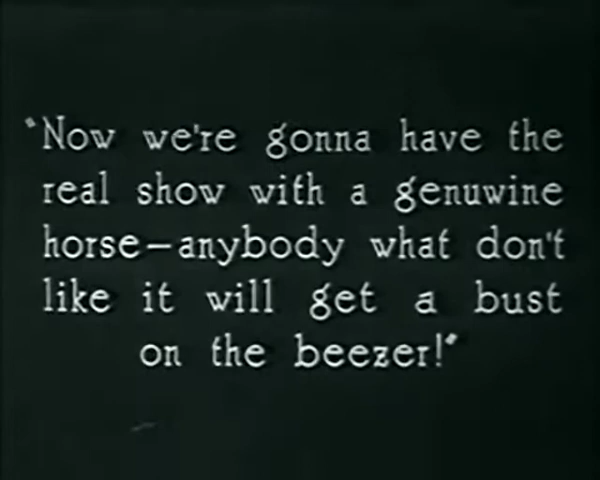 "Now we're gonna have the
real show with a genuwine
horse—anybody what don't
like it will get a bust
on the beezer!"